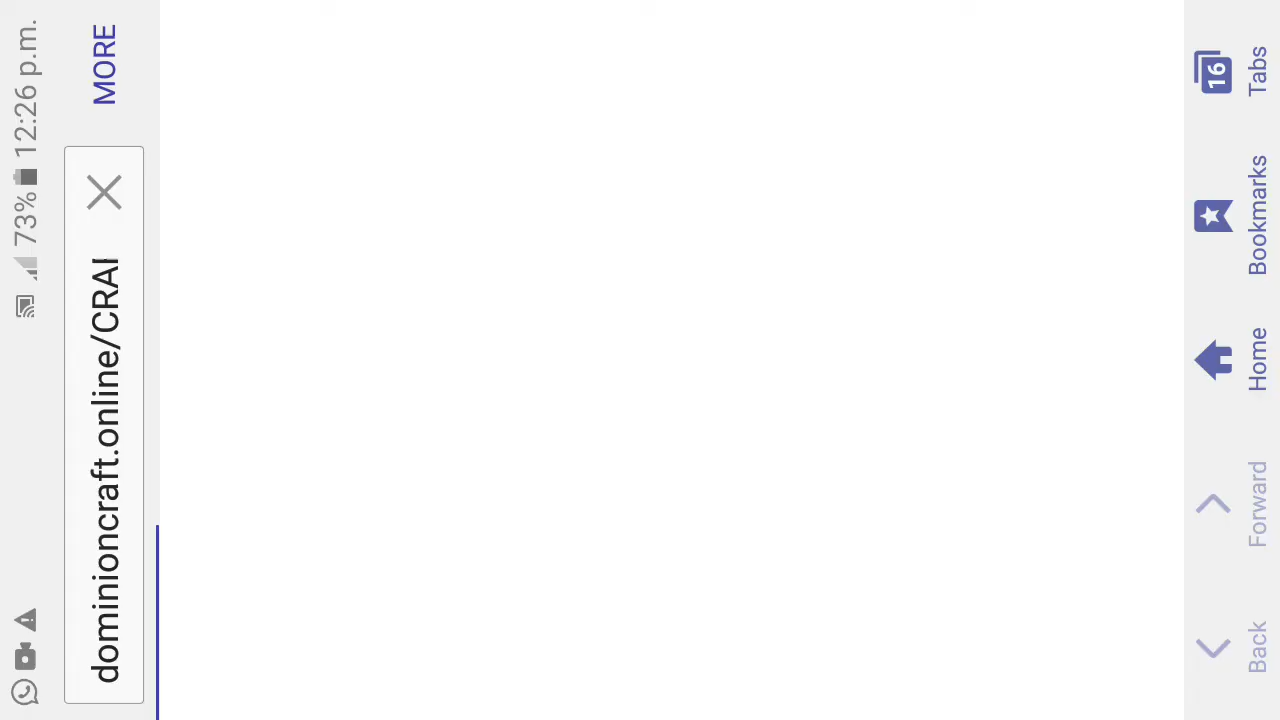 73% 12:26 p.m.
dominioncraft.online/CRA
MORE
Back
Forward
Home
Bookmarks
16
Tabs